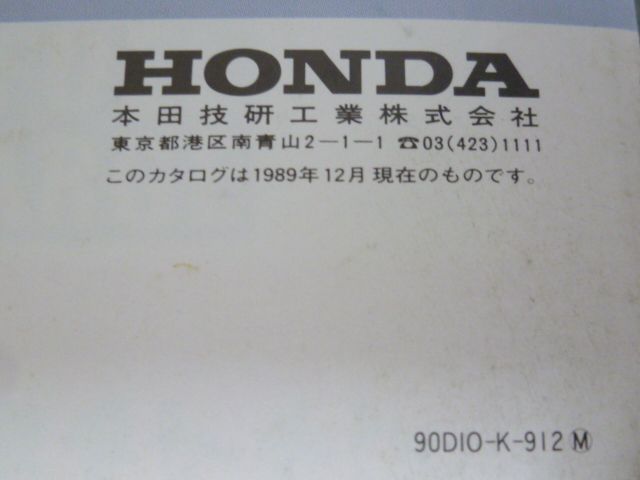 HONDA
本田技研工業株式会社
東京都港区南青山2-1-1 ☎03(423)1111
このカタログは1989年12月現在のものです。
90DIO-K-912Ⓜ